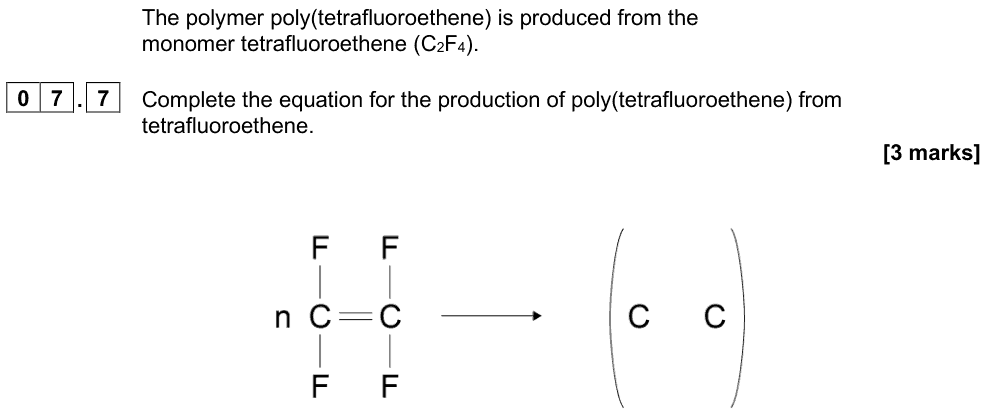 The polymer poly(tetrafluoroethene) is produced from the
monomer tetrafluoroethene (C₂F₄).
0 7 . 7 Complete the equation for the production of poly(tetrafluoroethene) from
tetrafluoroethene.
[3 marks]
F F
n C C C C
F F